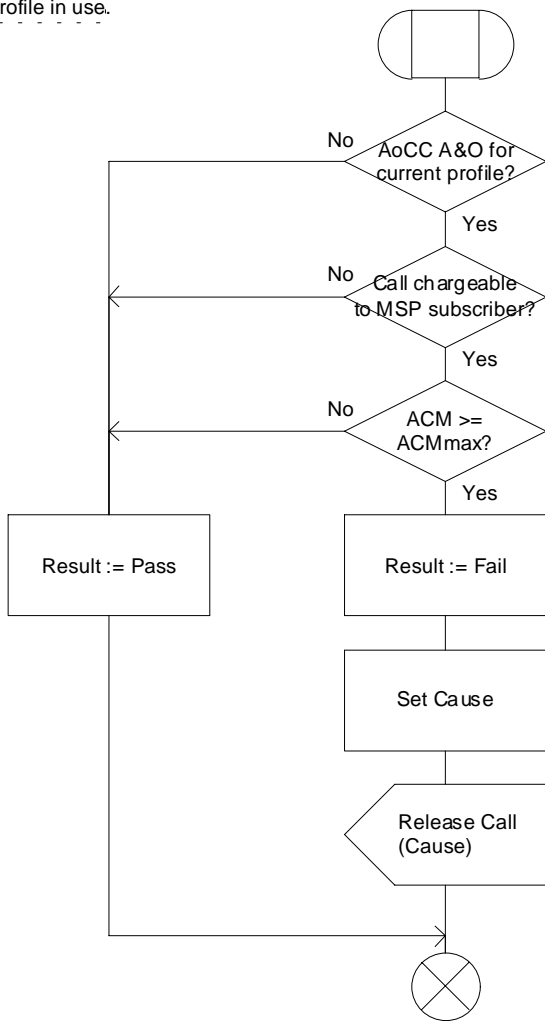 rofile in use.
No
AoCC A&O for
current profile?
Yes
No
Call chargeable
to MSP subscriber?
Yes
No
ACM >=
ACMmax?
Yes
Result := Pass
Result := Fail
Set Cause
Release Call
(Cause)